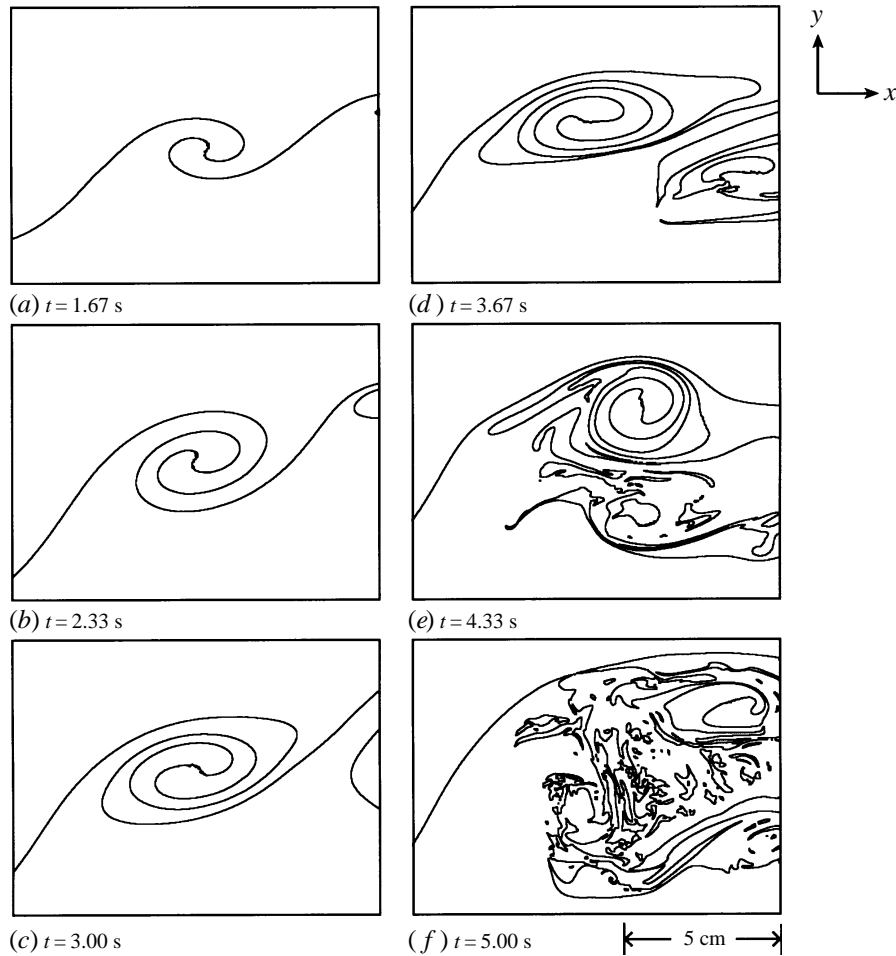 y
x
(a) t = 1.67 s
(d) t = 3.67 s
(b) t = 2.33 s
(e) t = 4.33 s
(c) t = 3.00 s
(f) t = 5.00 s
5 cm